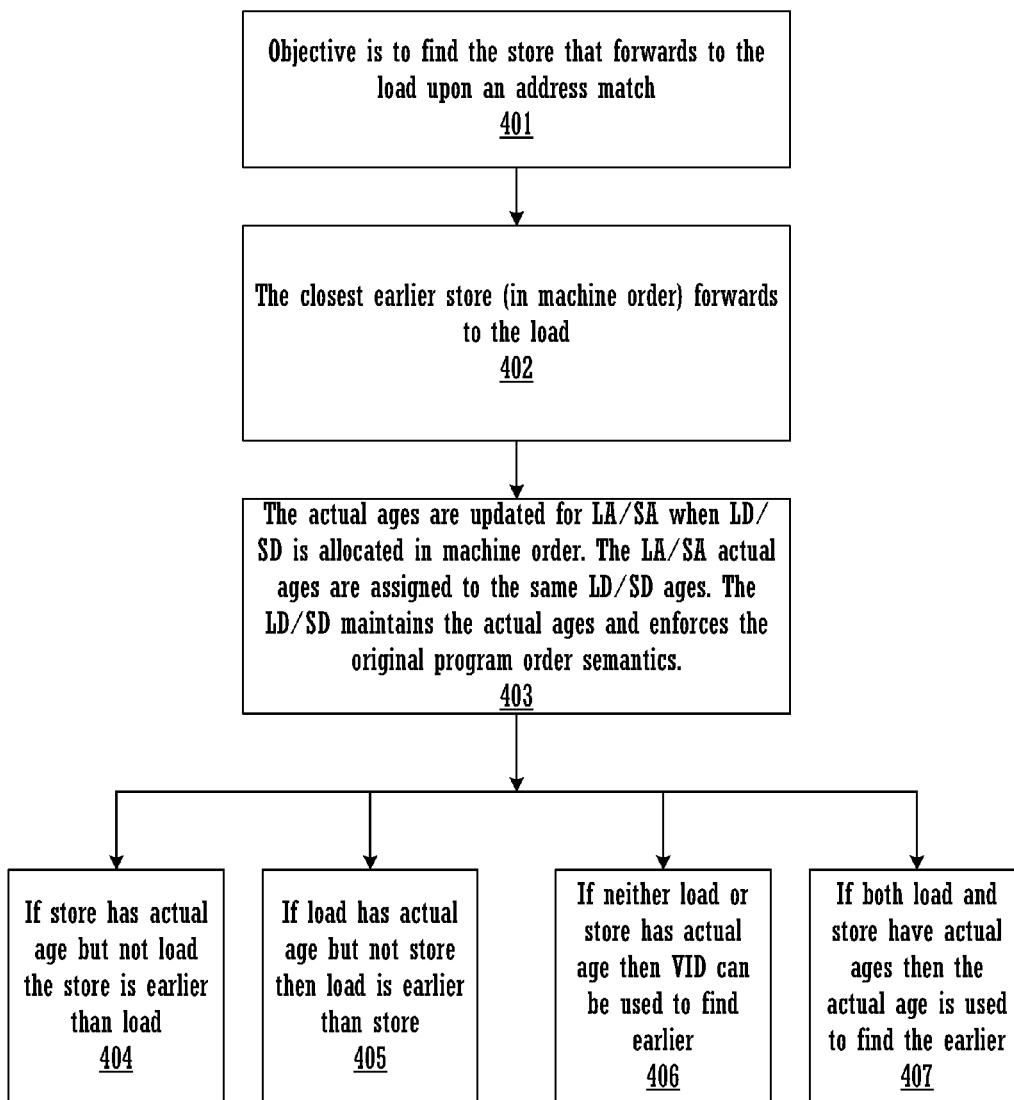 Objective is to find the store that forwards to the
load upon an address match
401
The closest earlier store (in machine order) forwards
to the load
402
The actual ages are updated for LA/SA when LD/
SD is allocated in machine order. The LA/SA actual
ages are assigned to the same LD/SD ages. The
LD/SD maintains the actual ages and enforces the
original program order semantics.
403
If store has actual
age but not load
the store is earlier
than load
404
If load has actual
age but not store
then load is earlier
than store
405
If neither load or
store has actual
age then VID can
be used to find
earlier
406
If both load and
store have actual
ages then the
actual age is used
to find the earlier
407